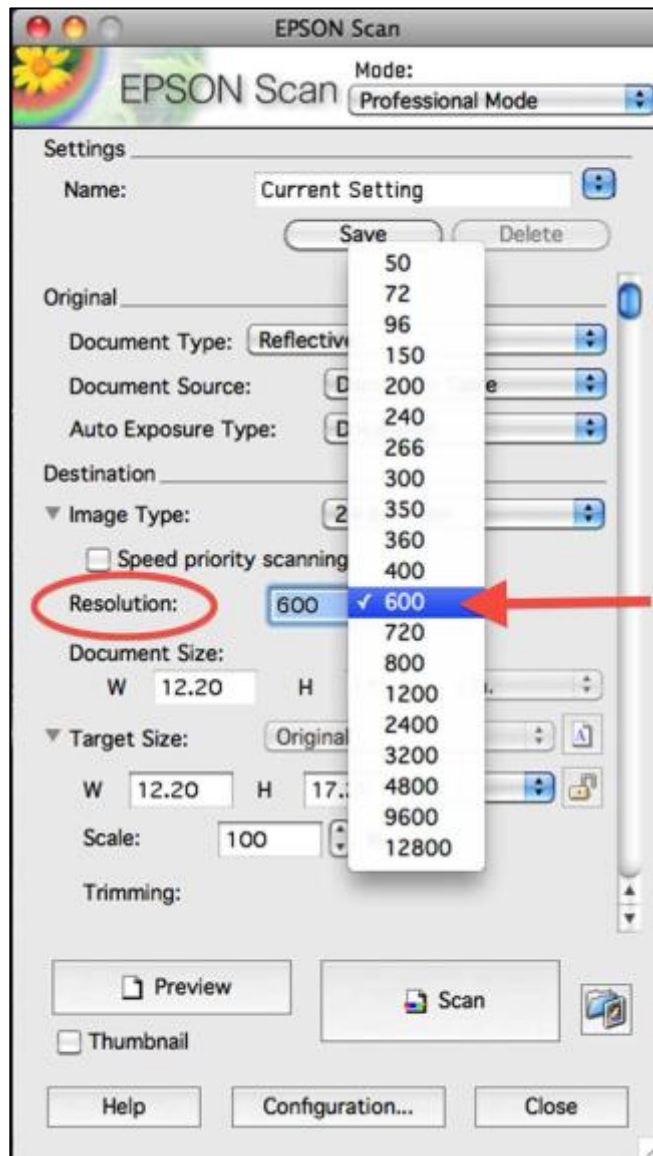 EPSON Scan
EPSON Scan
Mode:
Professional Mode
Settings
Name: Current Setting
Save Delete
50
Original
72
96
Document Type: Reflective
150
Document Source: 200
240
Auto Exposure Type:
266
Destination
300
350
Image Type: 2
360
Speed priority scanning
400
Resolution: 600 ✓ 600
720
Document Size:
800
W 12.20 H
1200
2400
Target Size: Original
3200
W 12.20 H 17. 4800
9600
Scale: 100
12800
Trimming:
Preview
Scan
Thumbnail
Help Configuration... Close